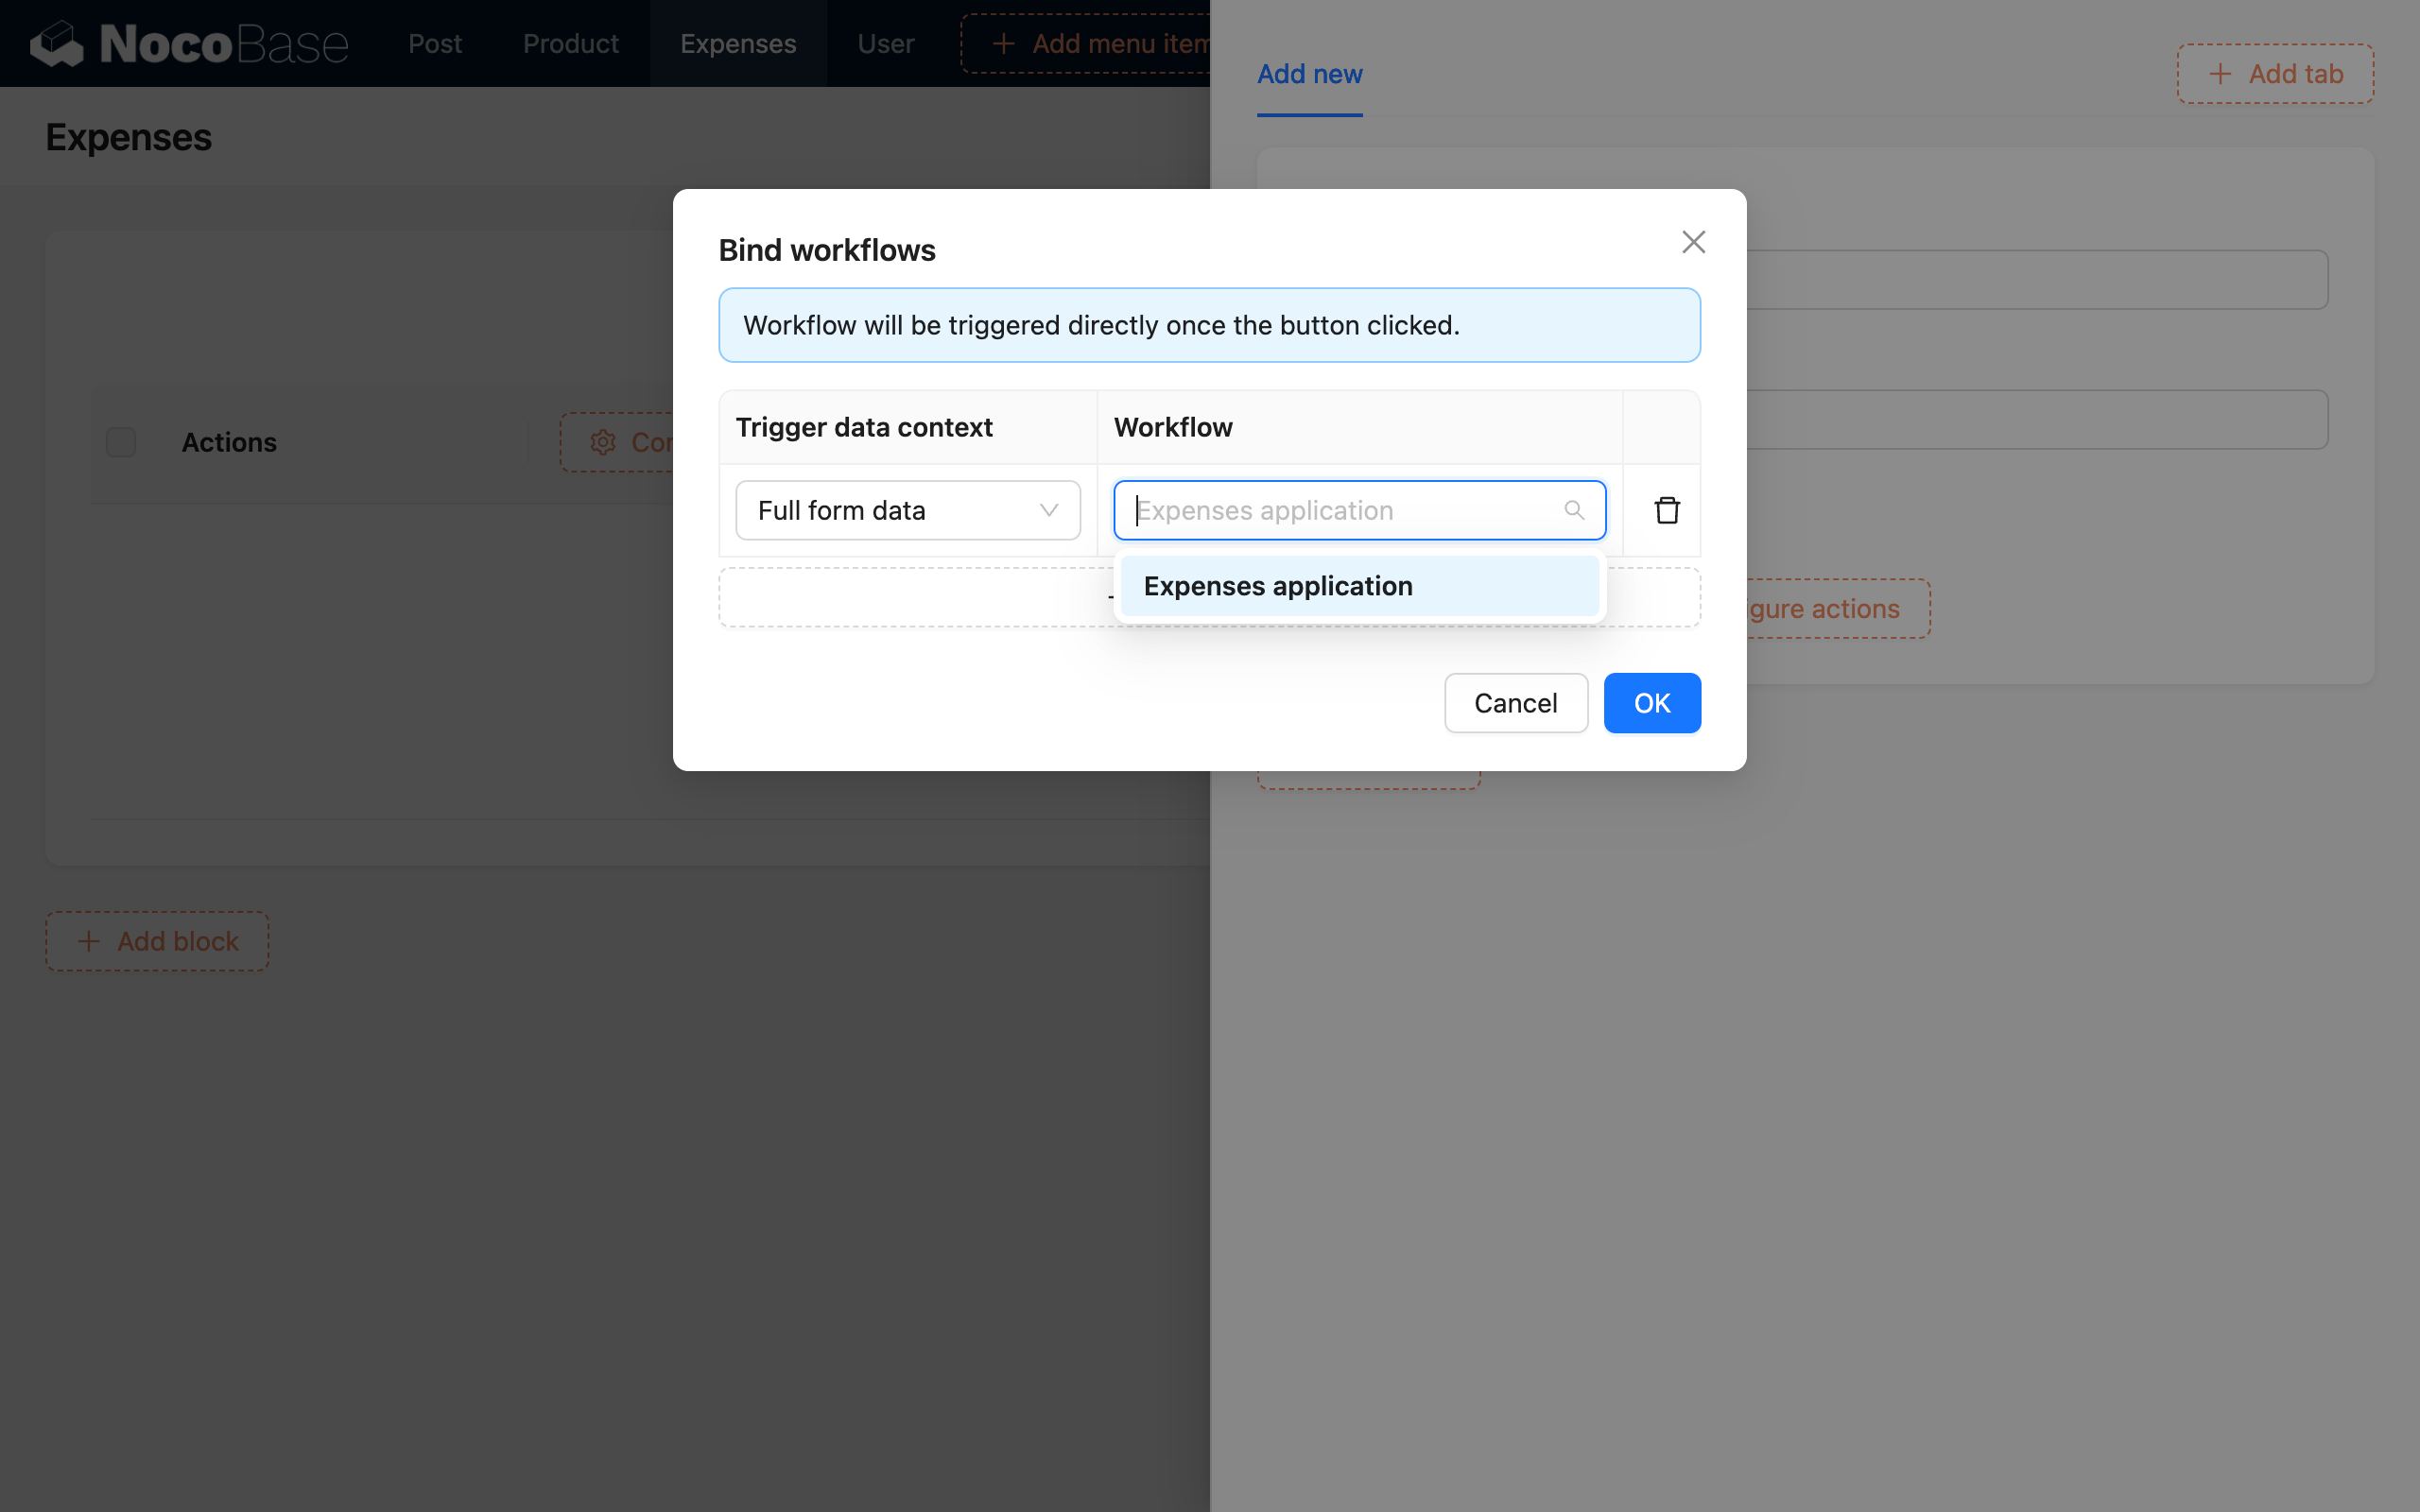 NocoBase Post Product Expenses User + Add menu item
Add new + Add tab
Expenses
Bind workflows
Workflow will be triggered directly once the button clicked.
Trigger data context Workflow
Actions
Full form data Expenses application
Expenses application
gure actions
Cancel OK
+ Add block